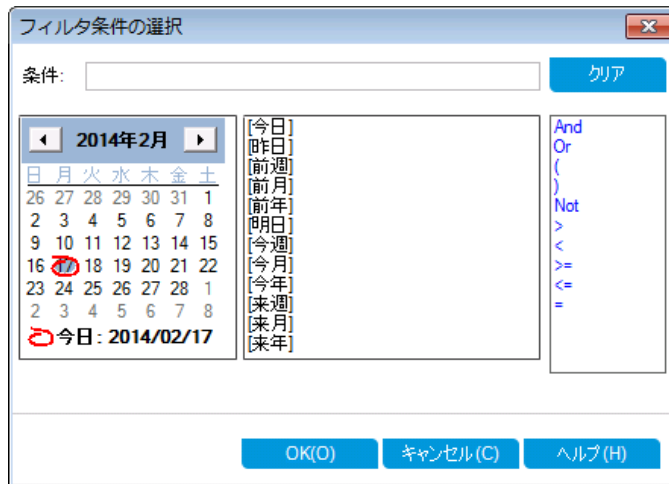 フィルタ条件の選択
条件:
クリア
2014年2月
日 月 火 水 木 金 土
26 27 28 29 30 31 1
2 3 4 5 6 7 8
9 10 11 12 13 14 15
16 17 18 19 20 21 22
23 24 25 26 27 28 1
2 3 4 5 6 7 8
今日: 2014/02/17
[今日]
[昨日]
[前週]
[前月]
[前年]
[明日]
[今週]
[今月]
[今年]
[来週]
[来月]
[来年]
And
Or
(
)
Not
>
<
>=
<=
=
OK(O)
キャンセル(C)
ヘルプ(H)